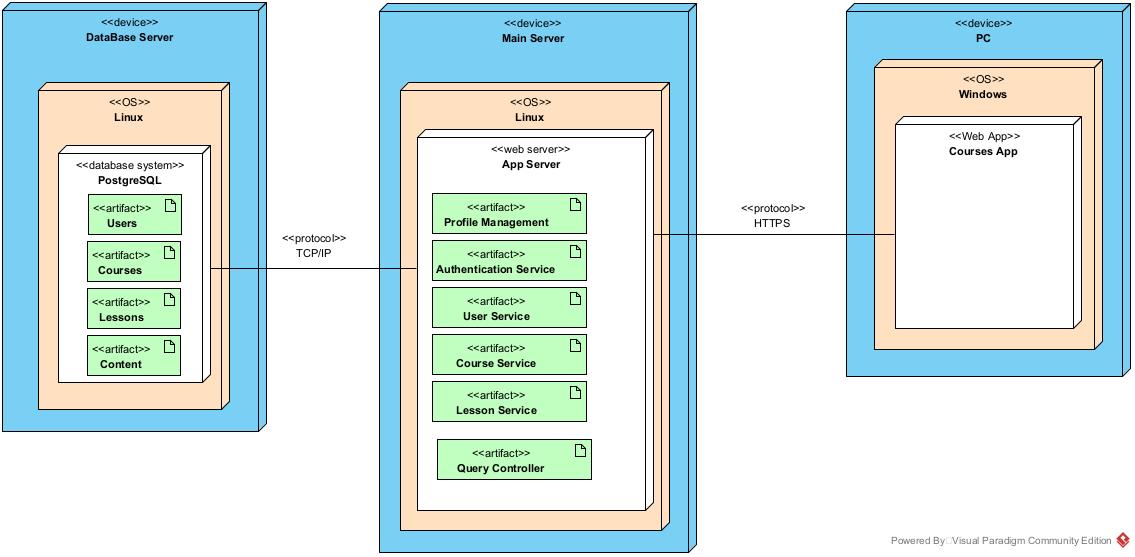 <<device>>
DataBase Server
<<OS>>
Linux
<<database system>>
PostgreSQL
<<artifact>>
Users
<<artifact>>
Courses
<<artifact>>
Lessons
<<artifact>>
Content
<<protocol>>
TCP/IP
<<device>>
Main Server
<<OS>>
Linux
<<web server>>
App Server
<<artifact>>
Profile Management
<<artifact>>
Authentication Service
<<artifact>>
User Service
<<artifact>>
Course Service
<<artifact>>
Lesson Service
<<artifact>>
Query Controller
<<protocol>>
HTTPS
<<device>>
PC
<<OS>>
Windows
<<Web App>>
Courses App
Powered By Visual Paradigm Community Edition